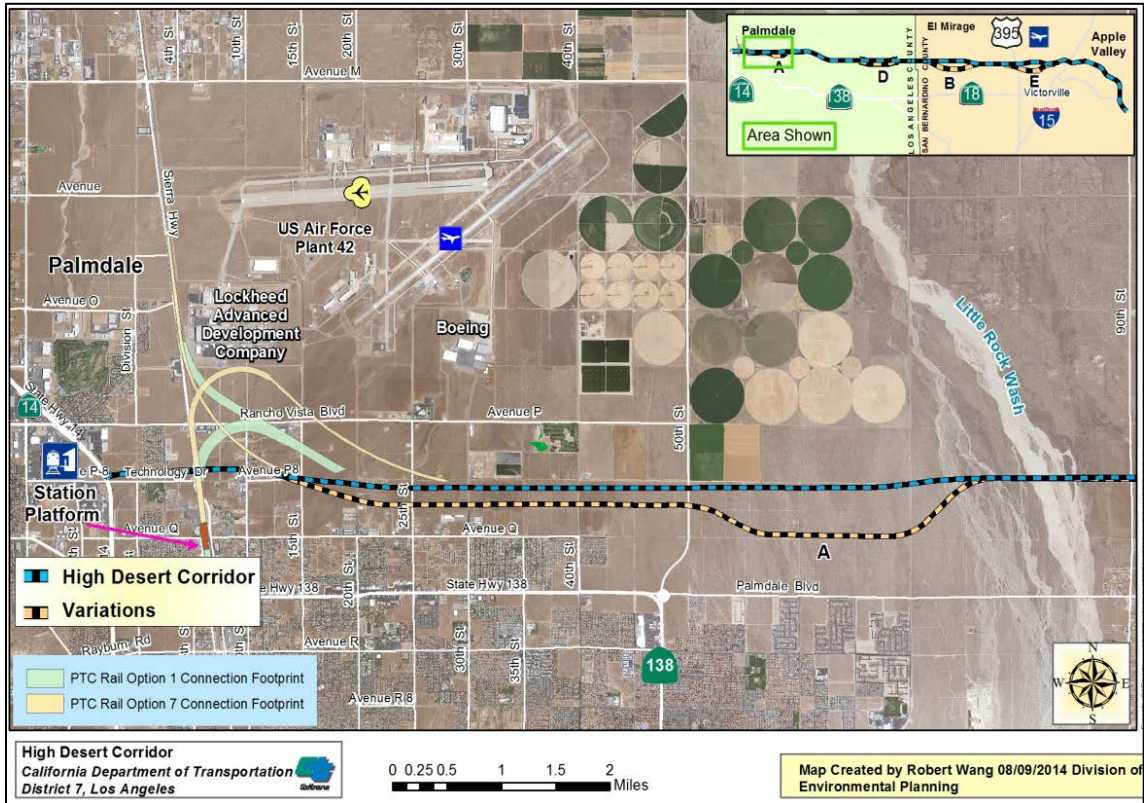 4th St
10th St
15th St
20th St
30th St
40th St
Avenue M
Palmdale
El Mirage
395
Apple
Valley
A
D
B
E
14
138
18
Victorville
15
LOS ANGELES COUNTY
SAN BERNARDINO COUNTY
Area Shown
Avenue
Sierra Hwy
US Air Force
Plant 42
Palmdale
Avenue O
Division St
Lockheed
Advanced
Development
Company
Boeing
Little Rock Wash
90th St
State Hwy 14
14
Rancho Vista Blvd
Avenue P
50th St
e P-8
Technology Dr
Avenue P8
Station
Platform
Avenue Q
15th St
25th St
Avenue Q
A
High Desert Corridor
Variations
te Hwy 138
20th St
State Hwy 138
40th St
Palmdale Blvd
Rayburn Rd
Avenue R
30th St
35th St
138
Avenue R 8
PTC Rail Option 1 Connection Footprint
PTC Rail Option 7 Connection Footprint
N
W
E
S
High Desert Corridor
California Department of Transportation
District 7, Los Angeles
Caltrans
0 0.25 0.5 1 1.5 2
Miles
Map Created by Robert Wang 08/09/2014 Division of
Environmental Planning